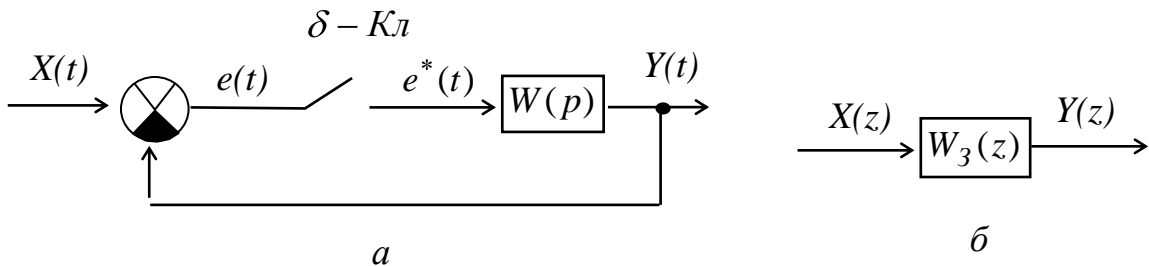 δ – Кл
X(t)
e(t)
e*(t)
W(p)
Y(t)
X(z)
W₃(z)
Y(z)
а
б